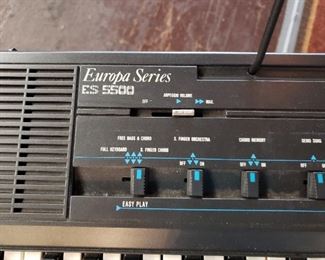 Europa Series
ES 5500
ARPEGGIO VOLUME
OFF MAX.
FREE BASS & CHORD
FULL KEYBOARD S. FINGER CHORD
S. FINGER ORCHESTRA
OFF ON
CHORD MEMORY
OFF ON
DEMO SONG
OFF
EASY PLAY